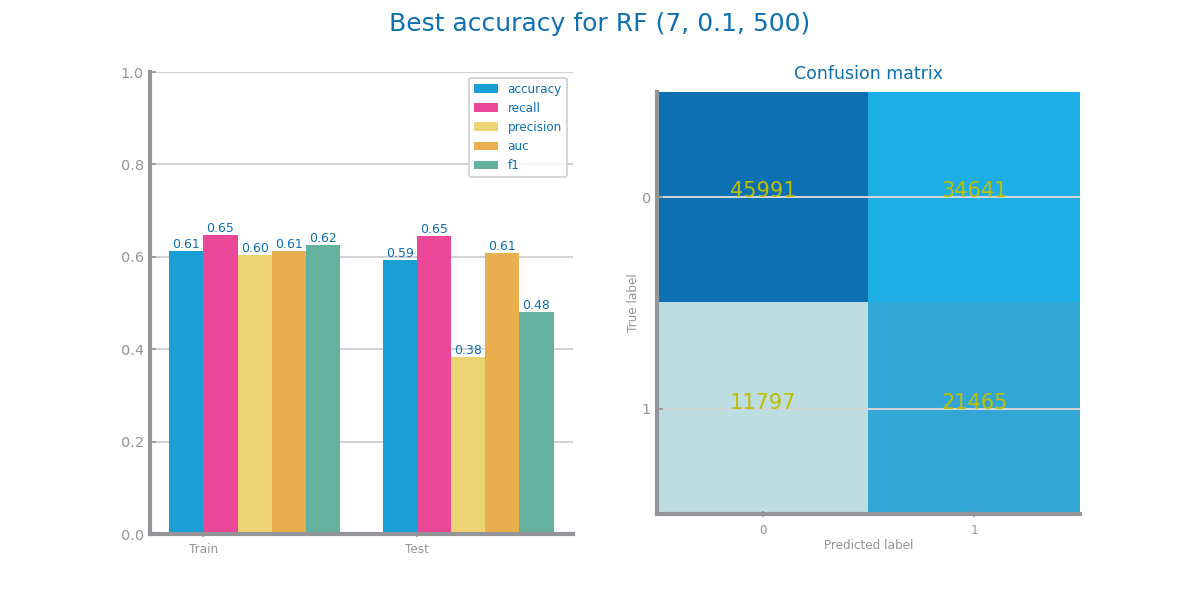 Best accuracy for RF (7, 0.1, 500)
1.0
0.8
0.6
0.4
0.2
0.0
accuracy
recall
precision
auc
f1
0.61
0.65
0.60
0.61
0.62
0.59
0.65
0.38
0.61
0.48
Train
Test
Confusion matrix
True label
0
45991
34641
1
11797
21465
0
1
Predicted label